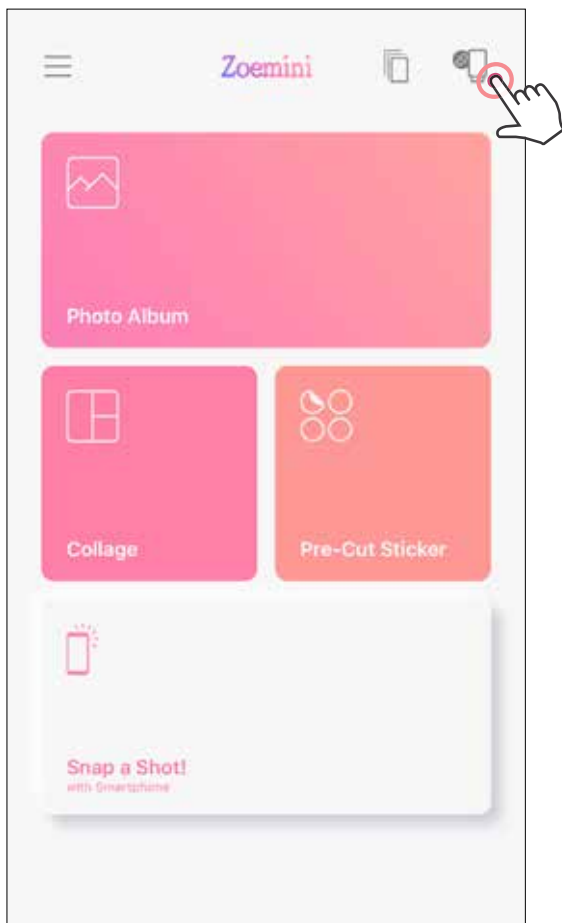 Zoemini
Photo Album
Collage
Pre-Cut Sticker
Snap a Shot!
with Smartphone